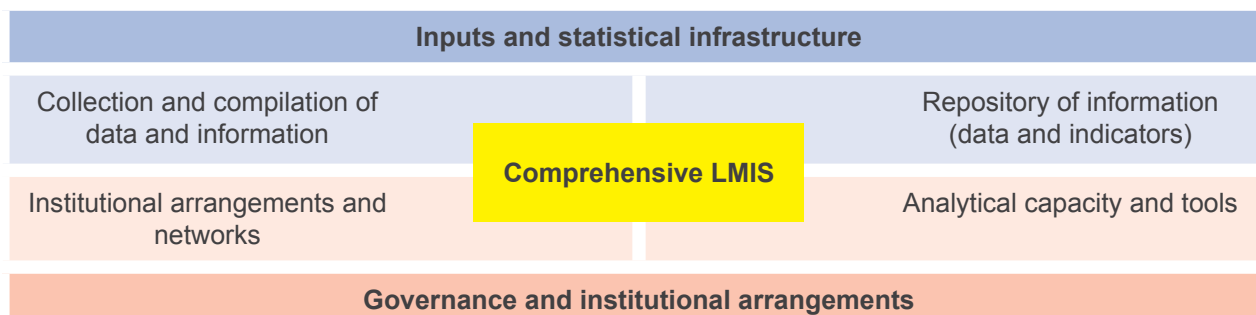 Inputs and statistical infrastructure
Collection and compilation of
data and information
Repository of information
(data and indicators)
Comprehensive LMIS
Institutional arrangements and
networks
Analytical capacity and tools
Governance and institutional arrangements